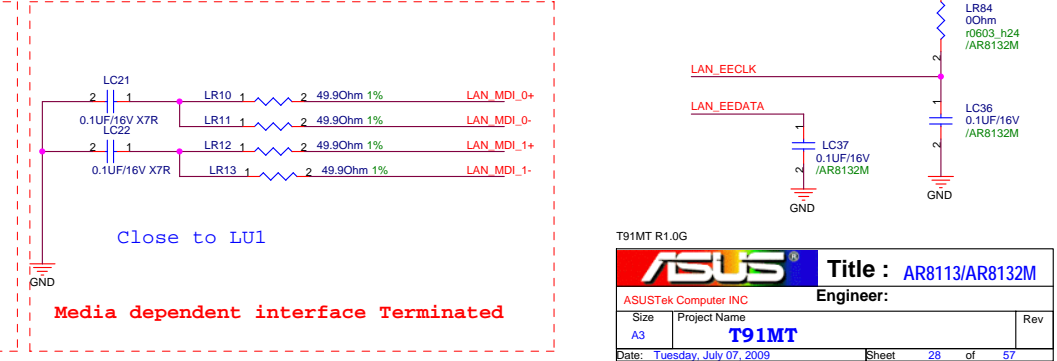 LC21
2 1
0.1UF/16V X7R
LR10 1 2 49.9Ohm 1% LAN_MDI_0+
LR11 1 2 49.9Ohm 1% LAN_MDI_0-
LC22
2 1
0.1UF/16V X7R
LR12 1 2 49.9Ohm 1% LAN_MDI_1+
LR13 1 2 49.9Ohm 1% LAN_MDI_1-
Close to LU1
GND
Media dependent interface Terminated
LR84
0Ohm
r0603_h24
/AR8132M
2
LAN_EECLK
LAN_EEDATA
1
LC36
0.1UF/16V
/AR8132M
2
GND
1
LC37
0.1UF/16V
/AR8132M
2
GND
T91MT R1.0G
ASUS®
Title : AR8113/AR8132M
ASUSTek Computer INC
Engineer:
Size
A3
Project Name
T91MT
Rev
Date: Tuesday, July 07, 2009
Sheet 28 of 57